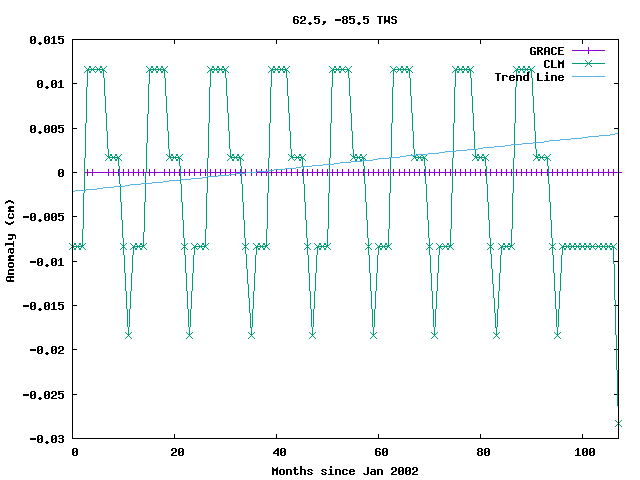 62.5, -85.5 TWS
0.015
0.01
0.005
0
-0.005
-0.01
-0.015
-0.02
-0.025
-0.03
Anomaly (cm)
GRACE
CLM
Trend Line
0 20 40 60 80 100
Months since Jan 2002